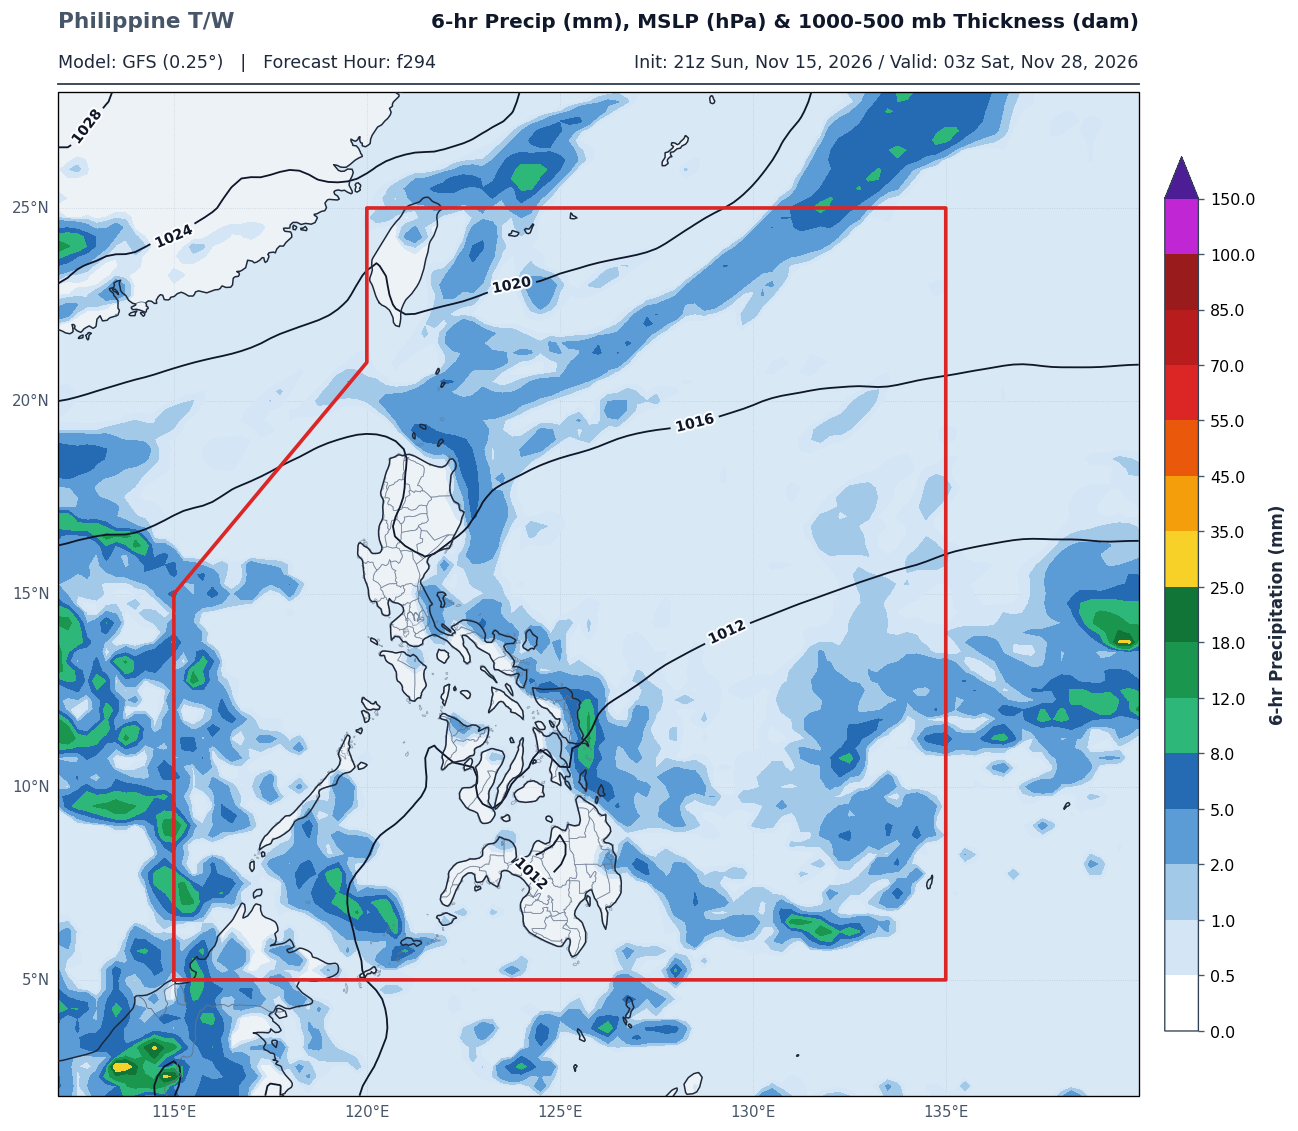 Philippine T/W
6-hr Precip (mm), MSLP (hPa) & 1000-500 mb Thickness (dam)
Model: GFS (0.25°) | Forecast Hour: f294
Init: 21z Sun, Nov 15, 2026 / Valid: 03z Sat, Nov 28, 2026
1028
1024
1020
1016
1012
1012
25°N
20°N
15°N
10°N
5°N
115°E
120°E
125°E
130°E
135°E
150.0
100.0
85.0
70.0
55.0
45.0
35.0
25.0
18.0
12.0
8.0
5.0
2.0
1.0
0.5
0.0
6-hr Precipitation (mm)